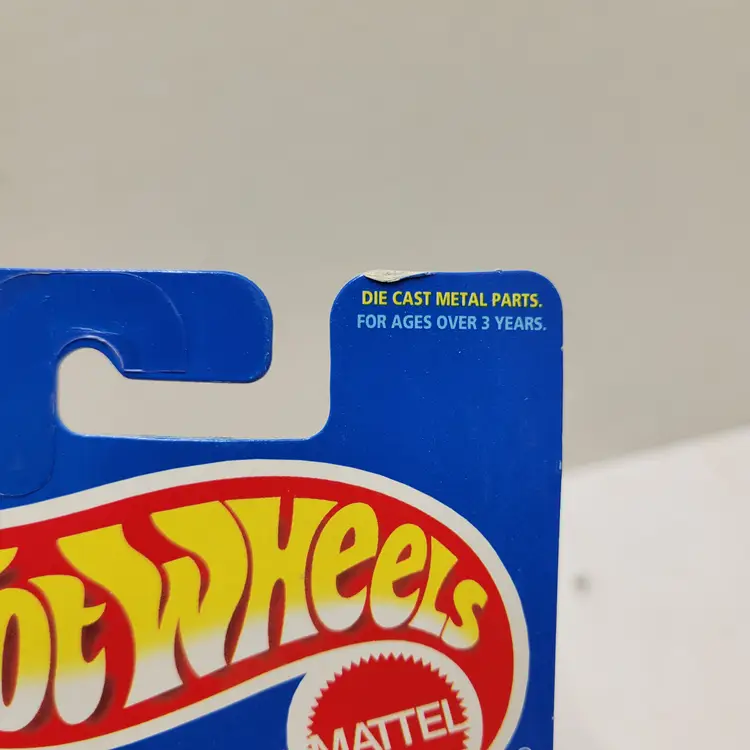 DIE CAST METAL PARTS.
FOR AGES OVER 3 YEARS.
ot WHeeLs
MATTEL
®